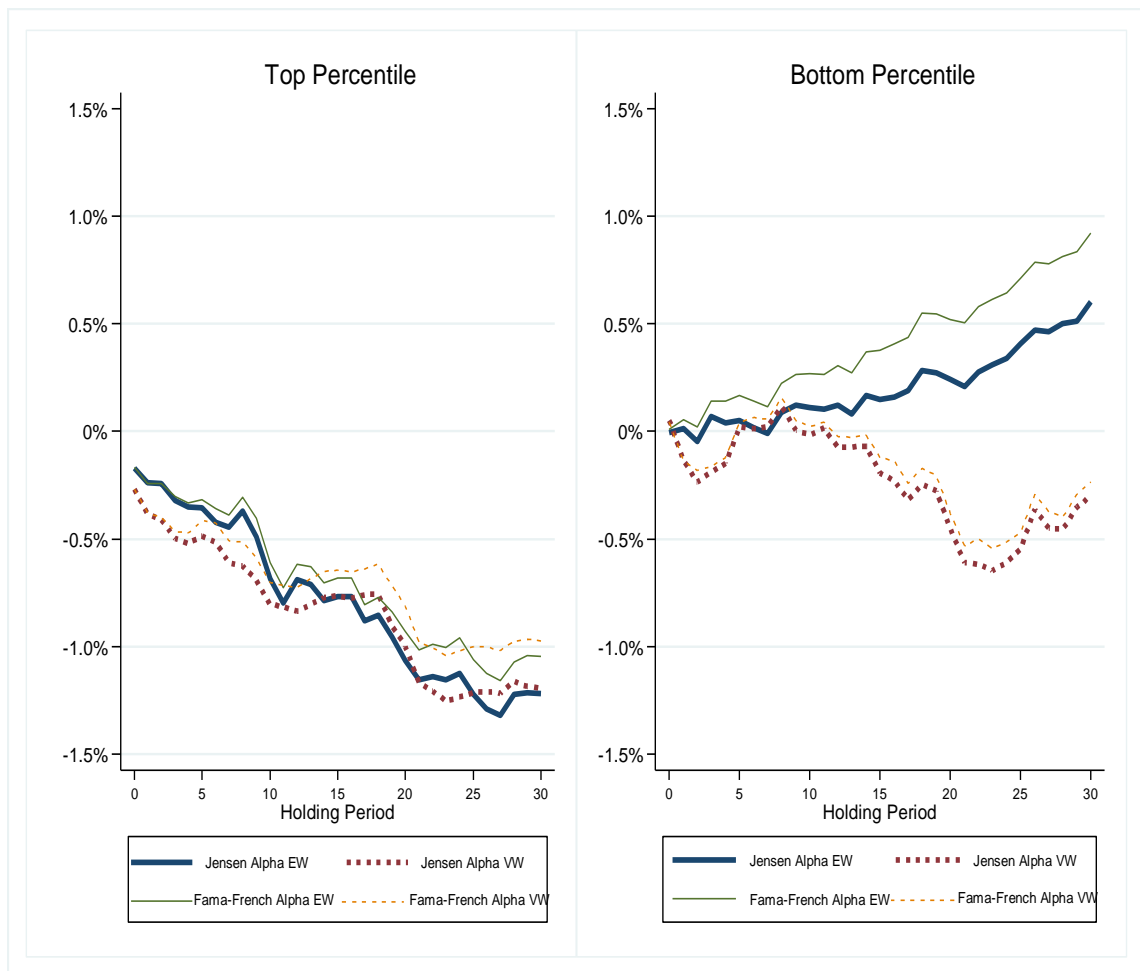 Top Percentile
1.5%
1.0%
0.5%
0%
-0.5%
-1.0%
-1.5%
0 5 10 15 20 25 30
Holding Period
Jensen Alpha EW Jensen Alpha VW
Fama-French Alpha EW Fama-French Alpha VW
Bottom Percentile
1.5%
1.0%
0.5%
0%
-0.5%
-1.0%
-1.5%
0 5 10 15 20 25 30
Holding Period
Jensen Alpha EW Jensen Alpha VW
Fama-French Alpha EW Fama-French Alpha VW